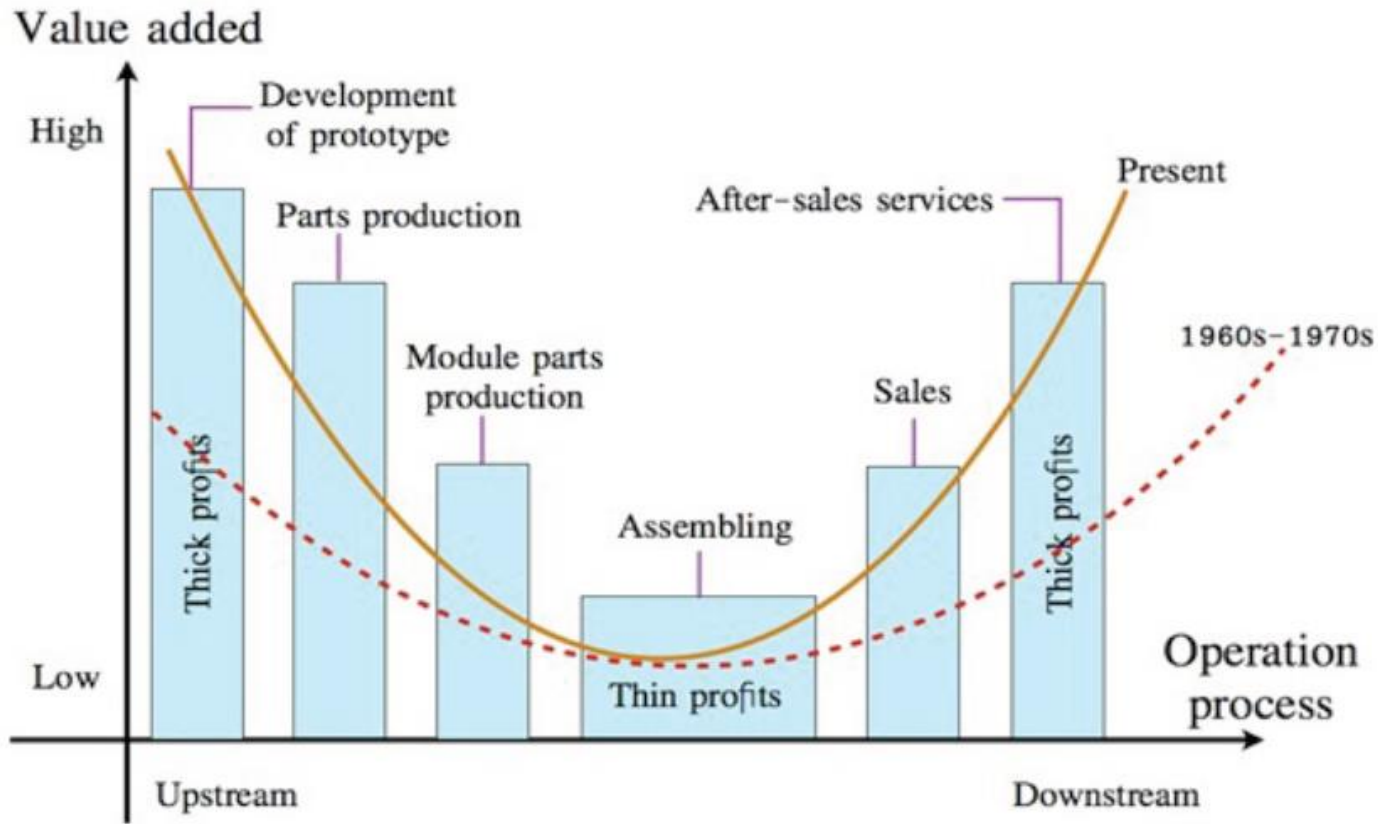 Value added
High
Development
of prototype
Parts production
Module parts
production
After-sales services
Present
1960s-1970s
Sales
Assembling
Thick profits
Thick profits
Thin profits
Low
Operation
process
Upstream
Downstream